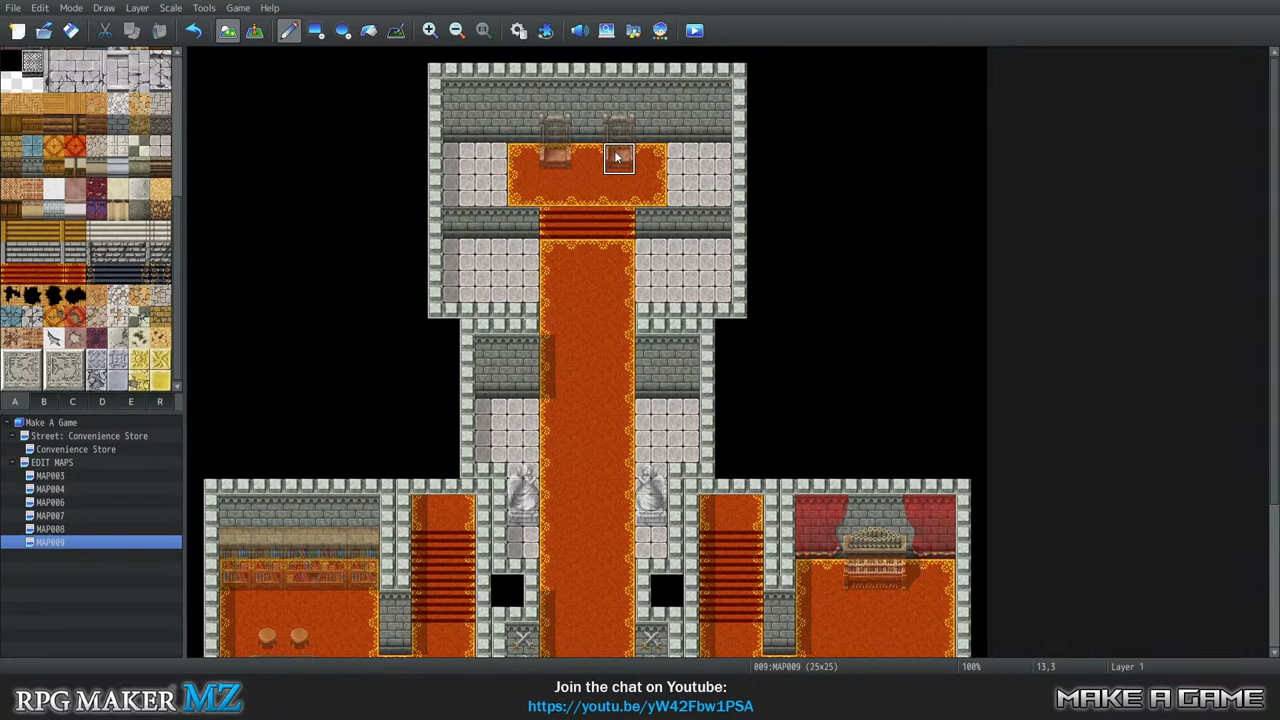 File Edit Mode Draw Layer Scale Tools Game Help
A B C D E R
Make A Game
Street: Convenience Store
Convenience Store
EDIT MAPS
MAP003
MAP004
MAP006
MAP007
MAP008
MAP009
009:MAP009 (25x25) 100% 13,3 Layer 1
RPG MAKER MZ
Join the chat on Youtube:
https://youtu.be/yW42Fbw1PSA
MAKE A GAME